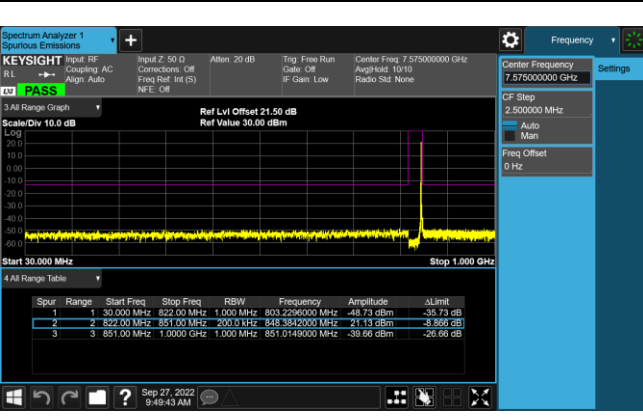 Spectrum Analyzer 1
Spurious Emissions
Frequency
KEYSIGHT
R L
LXI
PASS
Input: RF
Coupling: AC
Align: Auto
Input Z: 50 Ω
Corrections: Off
Freq Ref: Int (S)
NFE: Off
Atten: 20 dB
Trig: Free Run
Gate: Off
IF Gain: Low
Center Freq: 7.575000000 GHz
Avg|Hold: 10/10
Radio Std: None
Center Frequency
7.575000000 GHz
Settings
CF Step
2.500000 MHz
Auto
Man
Freq Offset
0 Hz
3 All Range Graph
Scale/Div 10.0 dB
Ref Lvl Offset 21.50 dB
Ref Value 30.00 dBm
Log
20.0
10.0
0.00
-10.0
-20.0
-30.0
-40.0
-50.0
-60.0
Start 30.000 MHz
Stop 1.000 GHz
4 All Range Table
Spur Range Start Freq Stop Freq RBW Frequency Amplitude ΔLimit
1 1 30.000 MHz 822.00 MHz 1.000 MHz 803.2296000 MHz -48.73 dBm -35.73 dB
2 2 822.00 MHz 851.00 MHz 200.0 kHz 848.3842000 MHz 21.13 dBm -8.866 dB
3 3 851.00 MHz 1.0000 GHz 1.000 MHz 851.0149000 MHz -39.66 dBm -26.66 dB
?
Sep 27, 2022
9:49:43 AM